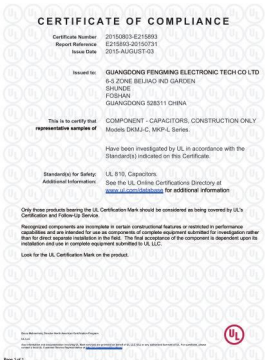 CERTIFICATE OF COMPLIANCE
Certificate Number 20150803-E215893
Report Reference E215893-20150731
Issue Date 2015-AUGUST-03
Issued to: GUANGDONG FENGMING ELECTRONIC TECH CO LTD
6-5 ZONE BEIJIAO IND GARDEN
SHUNDE
FOSHAN
GUANGDONG 528311 CHINA
This is to certify that COMPONENT - CAPACITORS, CONSTRUCTION ONLY
representative samples of Models DKMJ-C, MKP-L Series.
Have been investigated by UL in accordance with the
Standard(s) indicated on this Certificate.
Standard(s) for Safety: UL 810, Capacitors.
Additional Information: See the UL Online Certifications Directory at
www.ul.com/database for additional information
Only those products bearing the UL Certification Mark should be considered as being covered by UL's
Certification and Follow-Up Service.
Recognized components are incomplete in certain constructional features or restricted in performance
capabilities and are intended for use as components of complete equipment submitted for investigation rather
than for direct separate installation in the field. The final acceptance of the component is dependent upon its
installation and use in complete equipment submitted to UL LLC.
Look for the UL Certification Mark on the product.
UL
Page 1 of 1